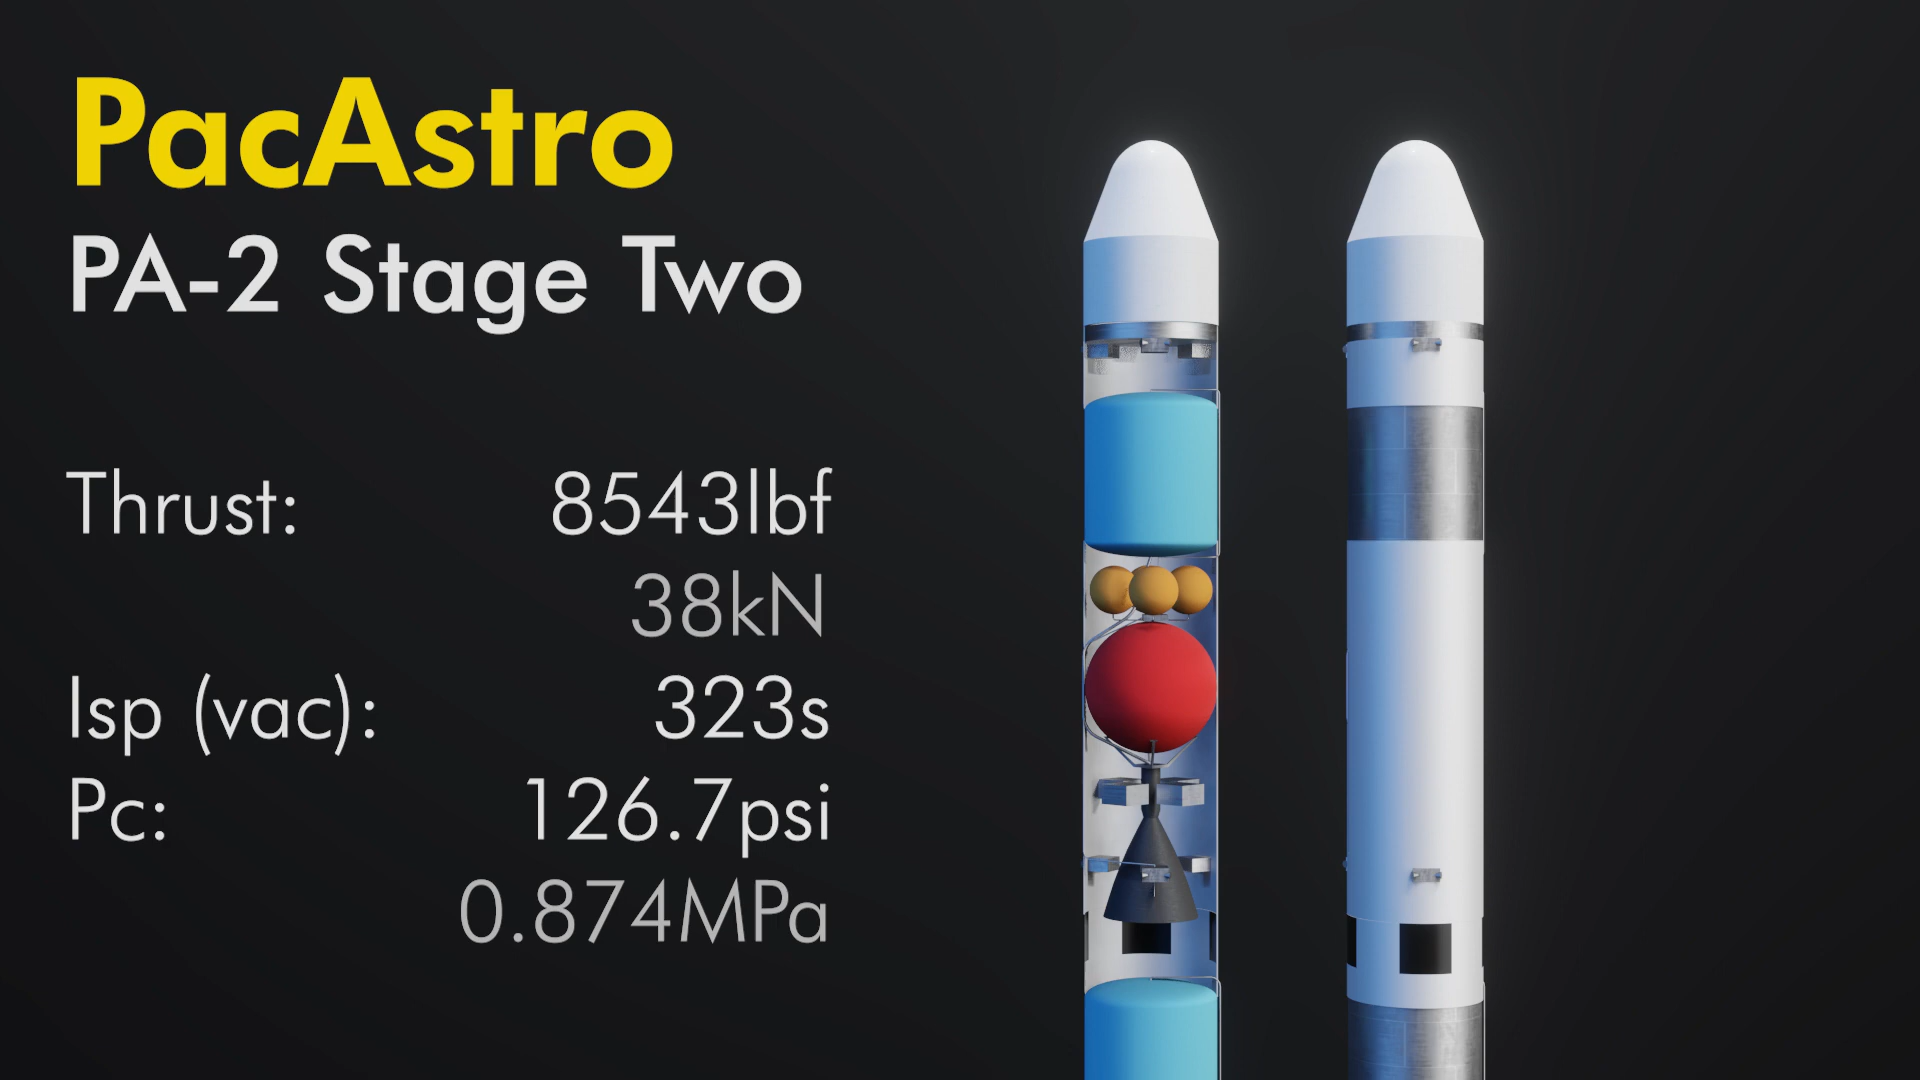 PacAstro
PA-2 Stage Two
Thrust: 8543lbf
38kN
Isp (vac): 323s
Pc: 126.7psi
0.874MPa